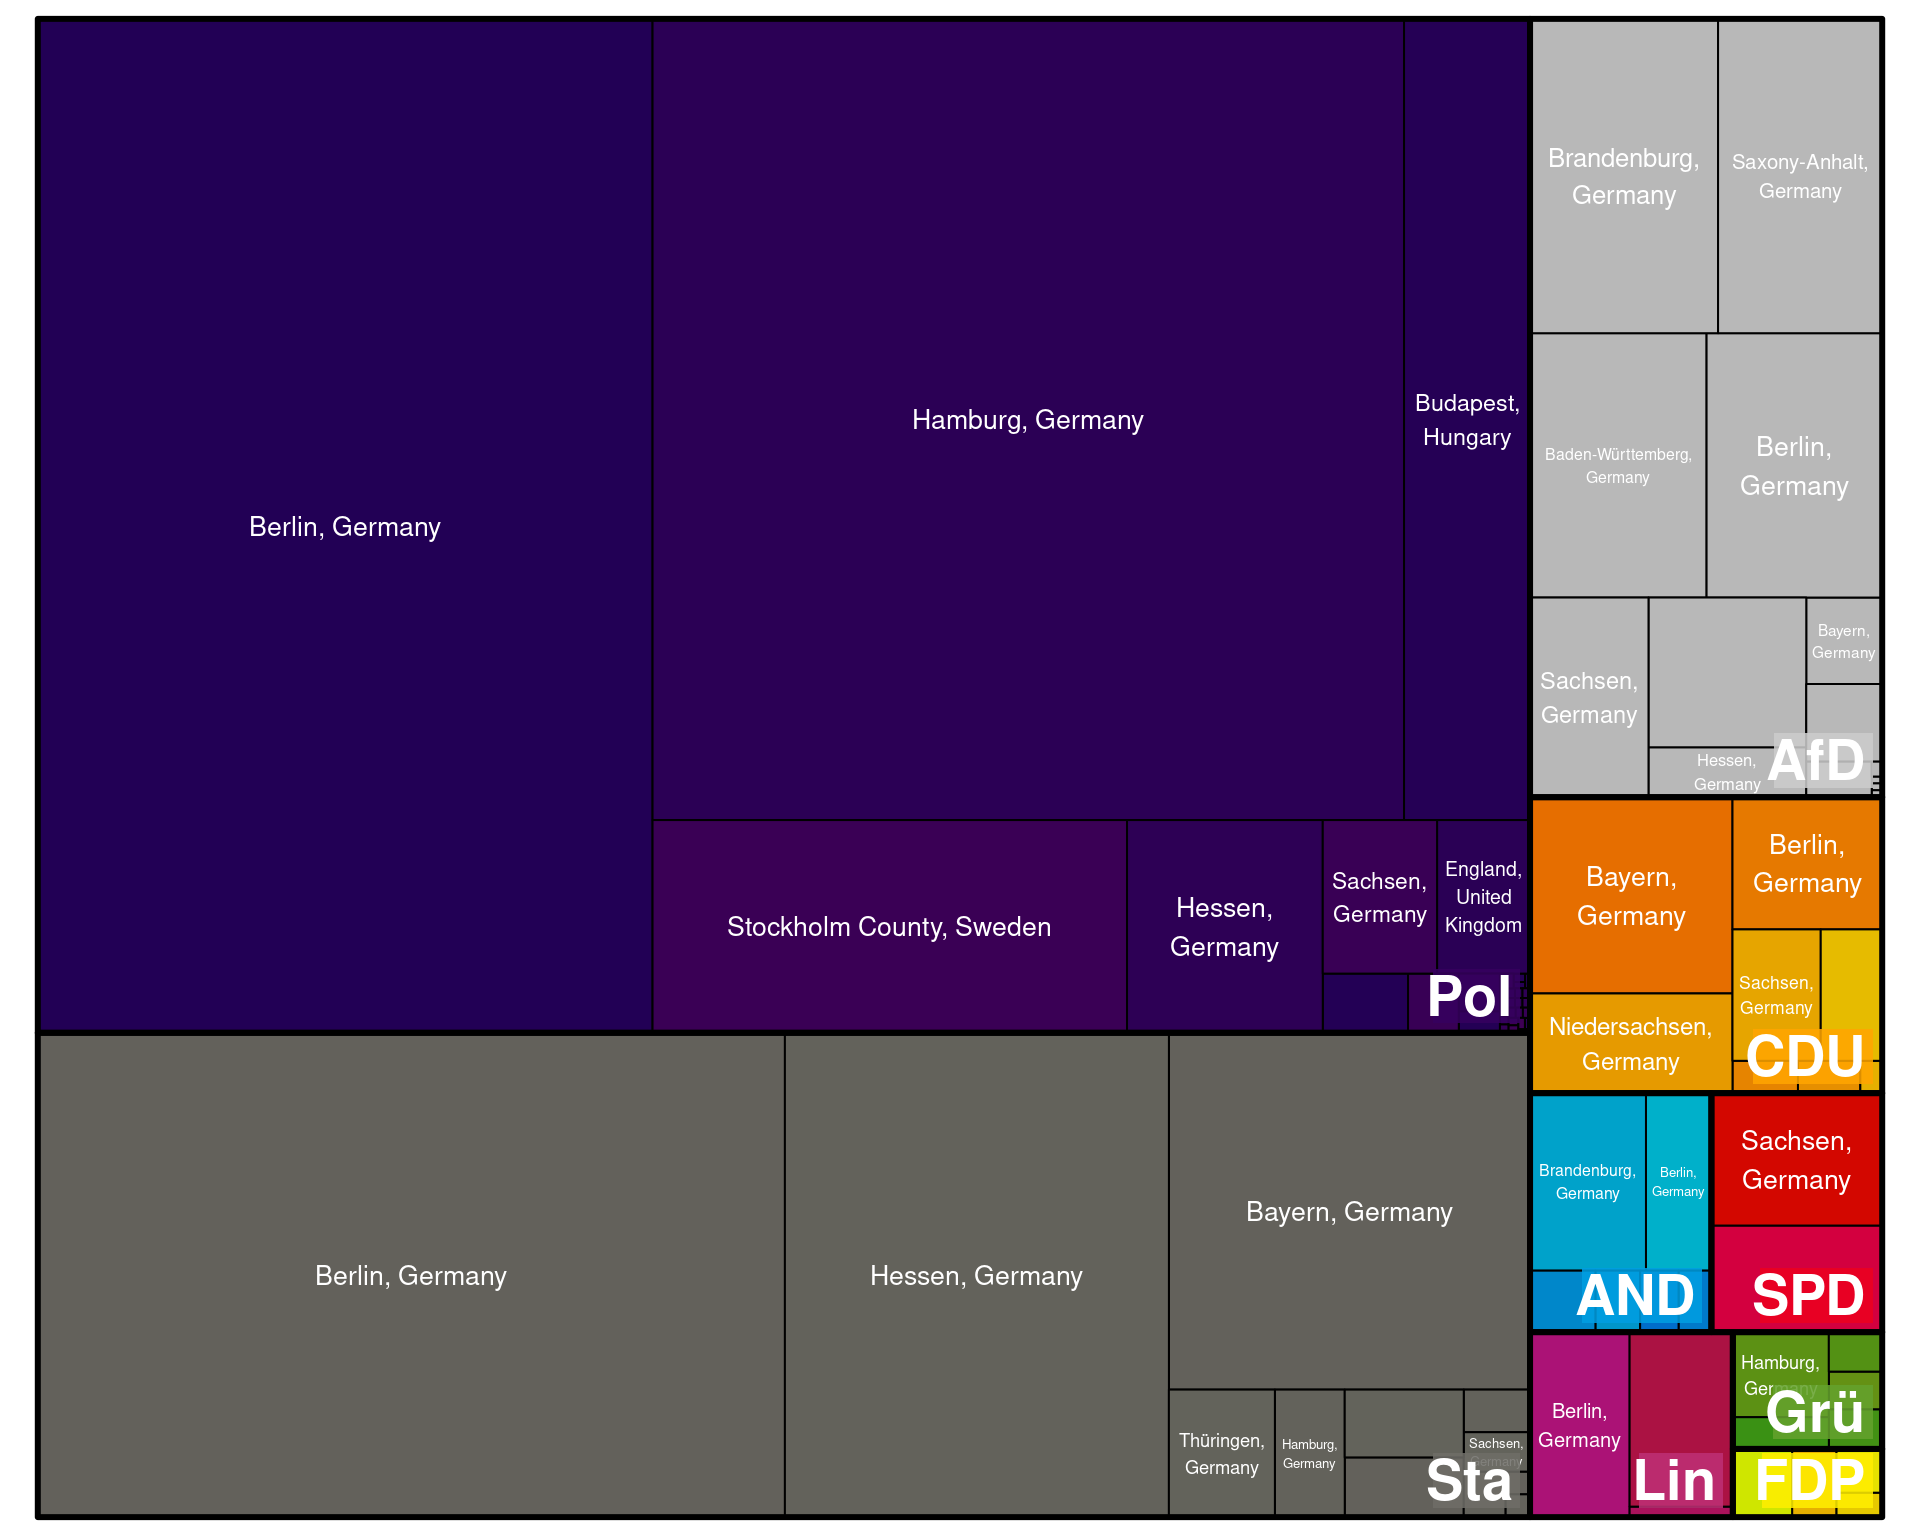 Berlin, Germany
Hamburg, Germany
Budapest,
Hungary
Stockholm County, Sweden
Hessen,
Germany
Sachsen,
Germany
England,
United
Kingdom
Pol
Berlin, Germany
Hessen, Germany
Bayern, Germany
Thüringen,
Germany
Hamburg,
Germany
Sachsen,
Germany
Sta
Brandenburg,
Germany
Saxony-Anhalt,
Germany
Baden-Württemberg,
Germany
Berlin,
Germany
Sachsen,
Germany
Bayern,
Germany
Hessen,
Germany
AfD
Bayern,
Germany
Berlin,
Germany
Niedersachsen,
Germany
Sachsen,
Germany
CDU
Brandenburg,
Germany
Berlin,
Germany
AND
Sachsen,
Germany
SPD
Berlin,
Germany
Lin
Hamburg,
Germany
Grü
FDP